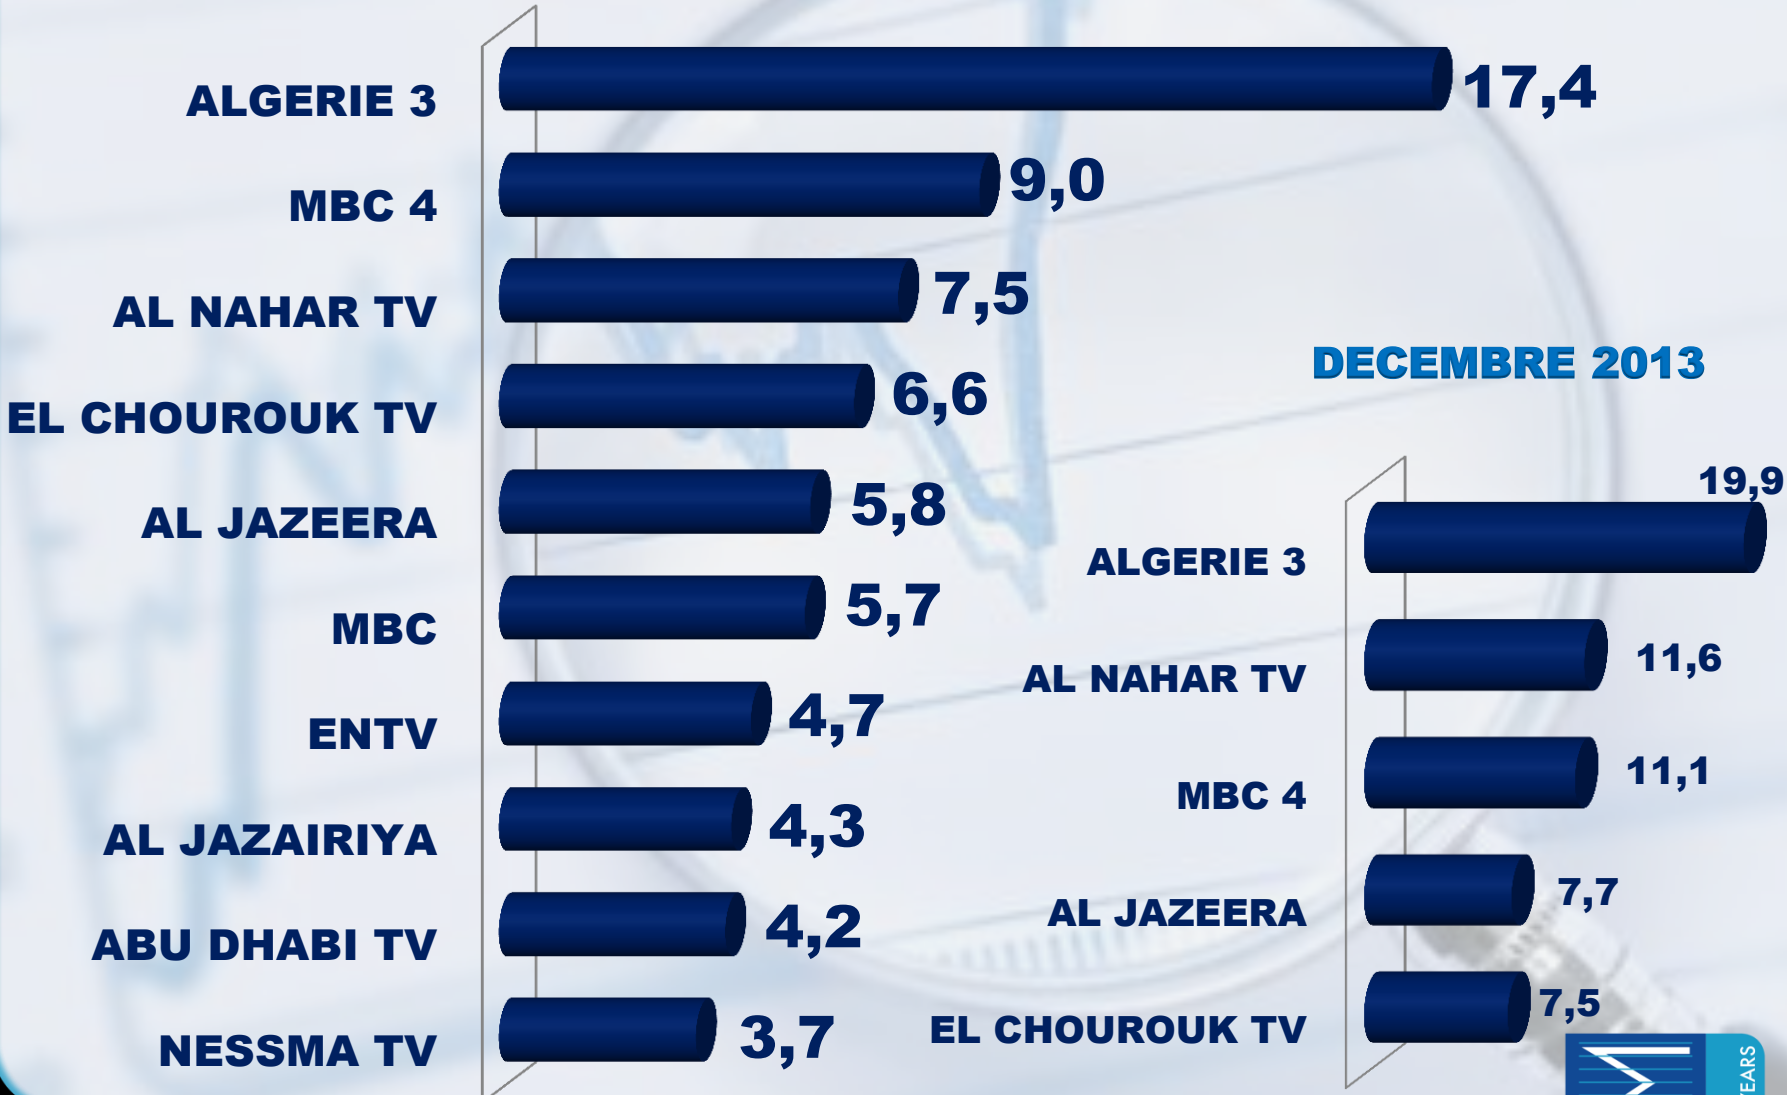 ALGERIE 3 17,4
MBC 4 9,0
AL NAHAR TV 7,5
EL CHOUROUK TV 6,6
AL JAZEERA 5,8
MBC 5,7
ENTV 4,7
AL JAZAIRIYA 4,3
ABU DHABI TV 4,2
NESSMA TV 3,7
DECEMBRE 2013
ALGERIE 3 19,9
AL NAHAR TV 11,6
MBC 4 11,1
AL JAZEERA 7,7
EL CHOUROUK TV 7,5
YEARS